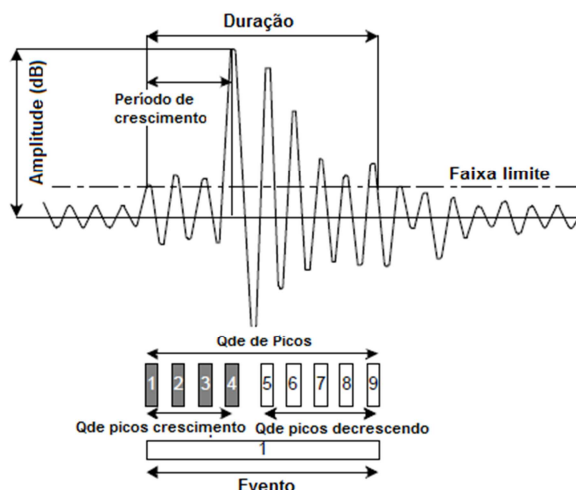 Duração
Amplitude (dB)
Período de
crescimento
Faixa limite
Qde de Picos
1 2 3 4 5 6 7 8 9
Qde picos crescimento Qde picos decrescendo
1
Evento